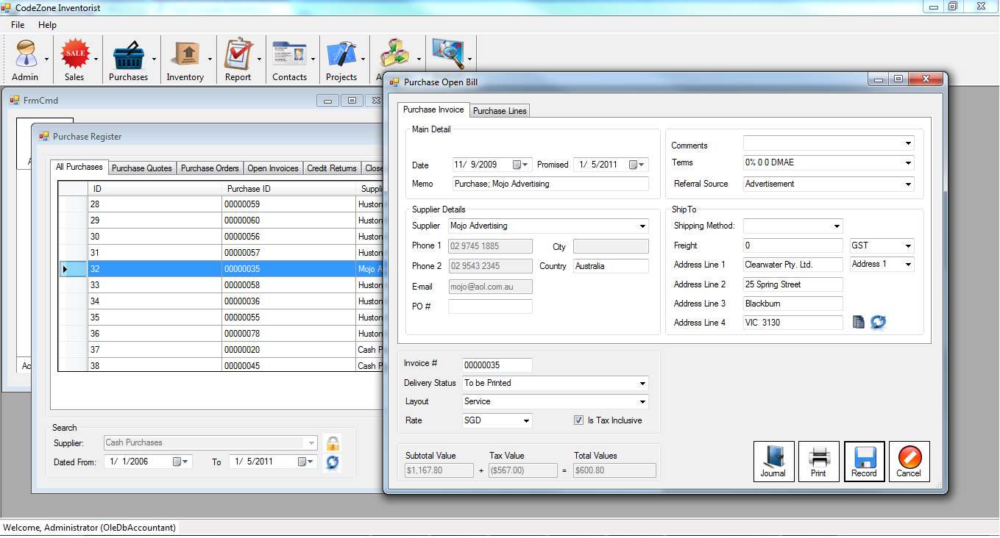 CodeZone Inventorist
File Help
Admin Sales Purchases Inventory Report Contacts Projects
SALE
FrmCmd
Purchase Register
All Purchases Purchase Quotes Purchase Orders Open Invoices Credit Returns Close
ID Purchase ID Suppli
28 00000059 Huston
29 00000060 Huston
30 00000056 Huston
31 00000057 Huston
32 00000035 Mojo A
33 00000058 Huston
34 00000036 Huston
35 00000055 Huston
36 00000078 Huston
37 00000020 Cash P
38 00000045 Cash P
Ac
Search
Supplier: Cash Purchases
Dated From: 1/ 1/2006 To 1/ 5/2011
Purchase Open Bill
Purchase Invoice Purchase Lines
Main Detail
Date 11/ 9/2009 Promised 1/ 5/2011
Memo Purchase; Mojo Advertising
Comments
Terms 0% 0 0 DMAE
Referral Source Advertisement
Supplier Details
Supplier Mojo Advertising
Phone 1 02 9745 1885 City
Phone 2 02 9543 2345 Country Australia
E-mail mojo@aol.com.au
PO #
ShipTo
Shipping Method:
Freight 0 GST
Address Line 1 Clearwater Pty. Ltd. Address 1
Address Line 2 25 Spring Street
Address Line 3 Blackburn
Address Line 4 VIC 3130
Invoice # 00000035
Delivery Status To be Printed
Layout Service
Rate SGD Is Tax Inclusive
Subtotal Value Tax Value Total Values
$1,167.80 + ($567.00) = $600.80
Journal Print Record Cancel
Welcome, Administrator (OleDbAccountant)